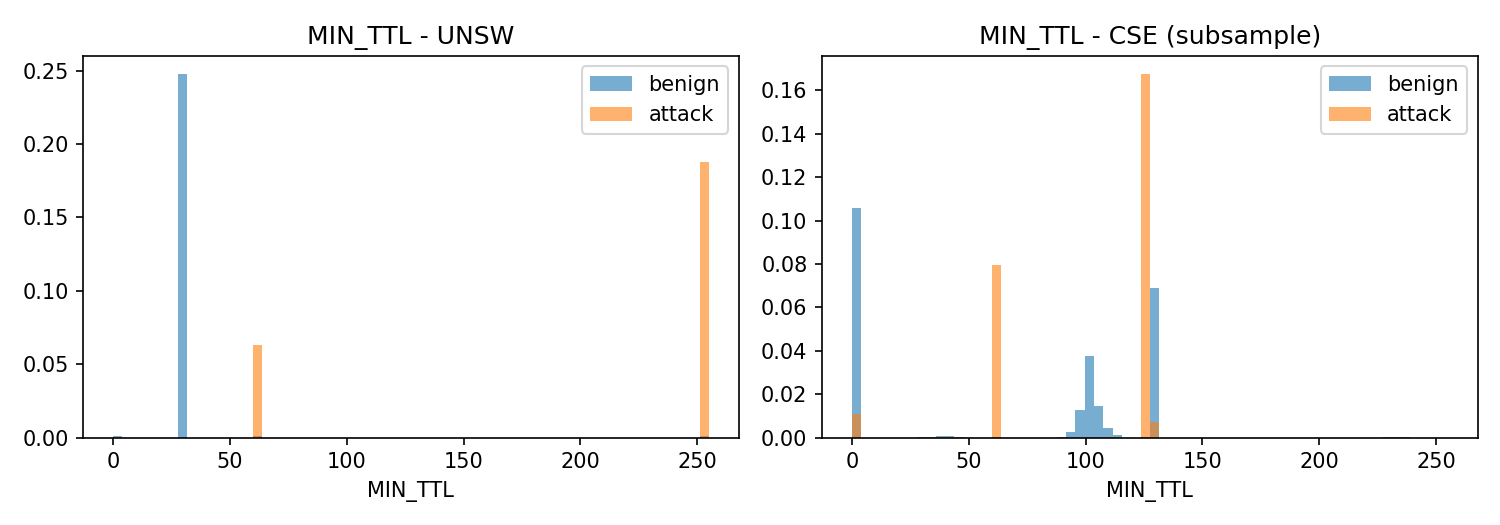 MIN_TTL - UNSW
0.25
0.20
0.15
0.10
0.05
0.00
0 50 100 150 200 250
MIN_TTL
benign
attack
MIN_TTL - CSE (subsample)
0.16
0.14
0.12
0.10
0.08
0.06
0.04
0.02
0.00
0 50 100 150 200 250
MIN_TTL
benign
attack